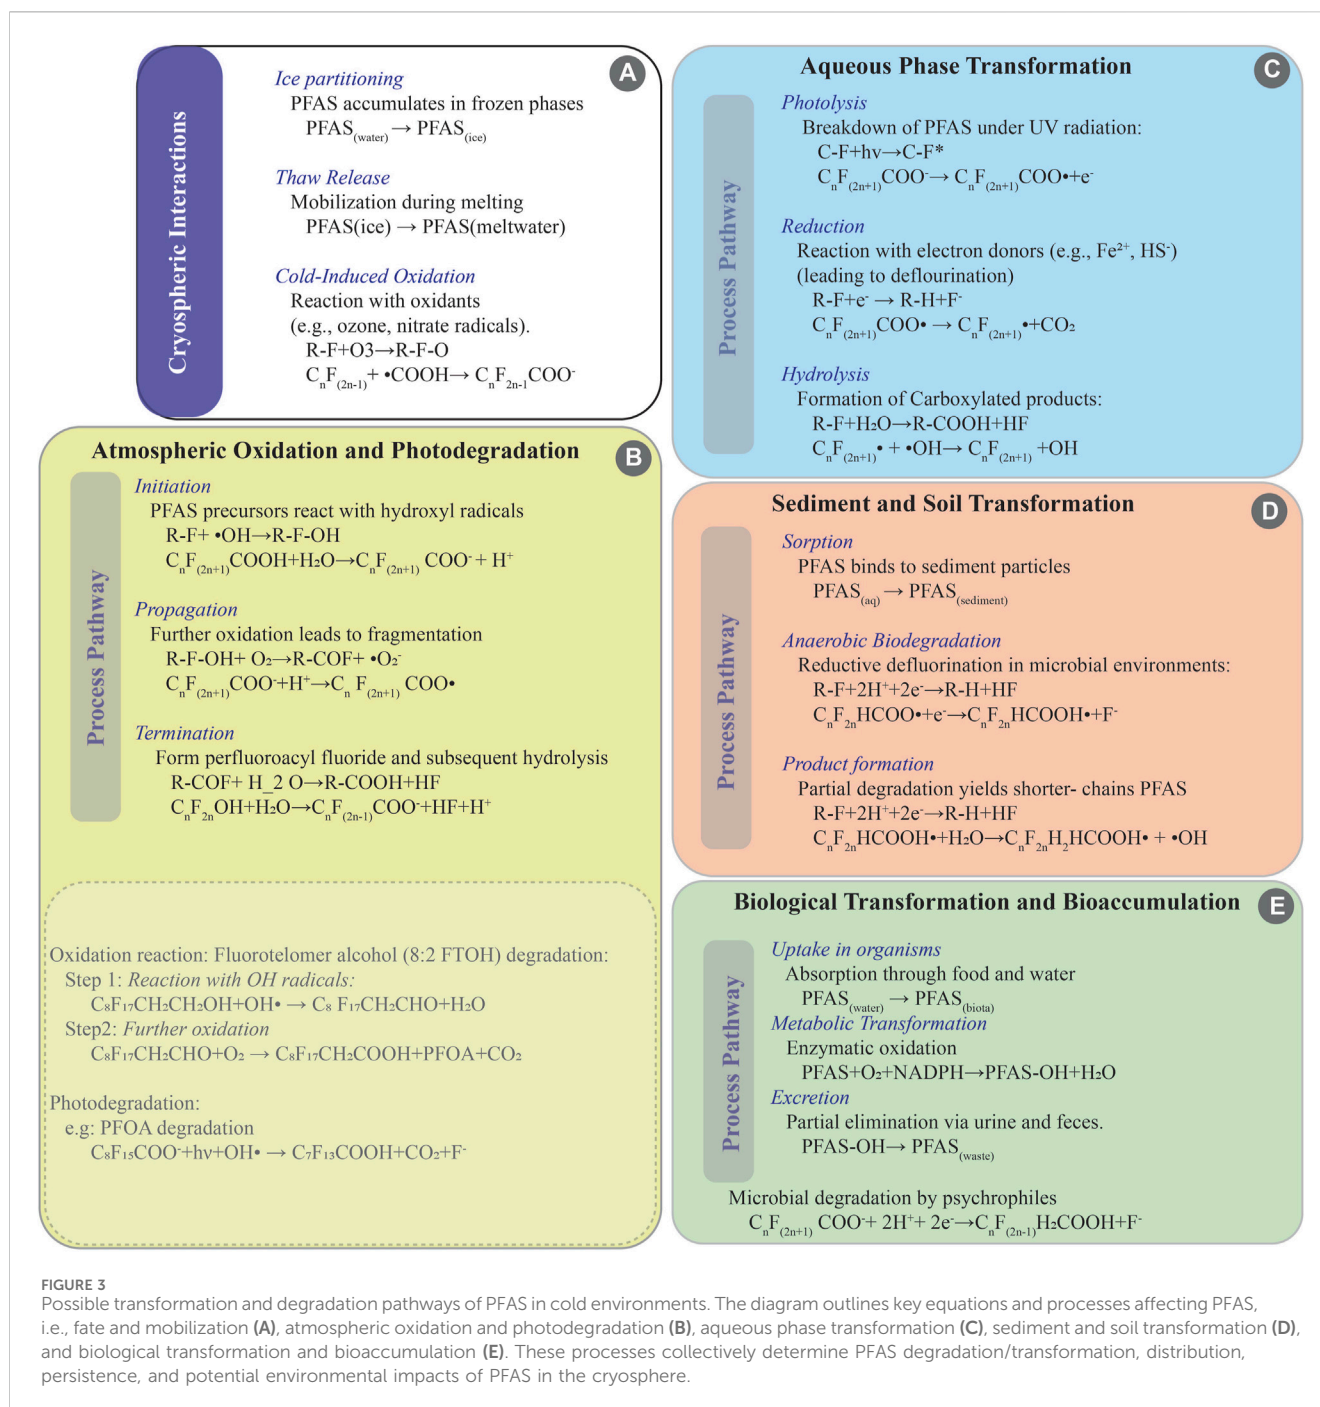 Cryospheric Interactions
A
Ice partitioning
PFAS accumulates in frozen phases
PFAS(water) → PFAS(ice)
Thaw Release
Mobilization during melting
PFAS(ice) → PFAS(meltwater)
Cold-Induced Oxidation
Reaction with oxidants
(e.g., ozone, nitrate radicals).
R-F+O3→R-F-O
CnF(2n-1)+ •COOH→ CnF2n-1COO-
Atmospheric Oxidation and Photodegradation
B
Process Pathway
Initiation
PFAS precursors react with hydroxyl radicals
R-F+ •OH→R-F-OH
CnF(2n+1)COOH+H₂O→CnF(2n+1) COO-+ H+
Propagation
Further oxidation leads to fragmentation
R-F-OH+ O₂→R-COF+ •O₂-
CnF(2n+1)COO-+H+→Cn F(2n+1) COO•
Termination
Form perfluoroacyl fluoride and subsequent hydrolysis
R-COF+ H_2 O→R-COOH+HF
CnF2nOH+H₂O→CnF(2n-1)COO-+HF+H+
Oxidation reaction: Fluorotelomer alcohol (8:2 FTOH) degradation:
Step 1: Reaction with OH radicals:
C₈F₁₇CH₂CH₂OH+OH• → C₈ F₁₇CH₂CHO+H₂O
Step2: Further oxidation
C₈F₁₇CH₂CHO+O₂ → C₈F₁₇CH₂COOH+PFOA+CO₂
Photodegradation:
e.g: PFOA degradation
C₈F₁₅COO-+hν+OH• → C₇F₁₃COOH+CO₂+F-
Aqueous Phase Transformation
C
Process Pathway
Photolysis
Breakdown of PFAS under UV radiation:
C-F+hν→C-F*
CnF(2n+1)COO-→ CnF(2n+1)COO•+e-
Reduction
Reaction with electron donors (e.g., Fe²⁺, HS-)
(leading to deflourination)
R-F+e- → R-H+F-
CnF(2n+1)COO• → CnF(2n+1)•+CO₂
Hydrolysis
Formation of Carboxylated products:
R-F+H₂O→R-COOH+HF
CnF(2n+1)• + •OH→ CnF(2n+1) +OH
Sediment and Soil Transformation
D
Process Pathway
Sorption
PFAS binds to sediment particles
PFAS(aq) → PFAS(sediment)
Anaerobic Biodegradation
Reductive defluorination in microbial environments:
R-F+2H++2e-→R-H+HF
CnF2nHCOO•+e-→CnF2nHCOOH•+F-
Product formation
Partial degradation yields shorter- chains PFAS
R-F+2H++2e-→R-H+HF
CnF2nHCOOH•+H₂O→CnF2nH2HCOOH• + •OH
Biological Transformation and Bioaccumulation
E
Process Pathway
Uptake in organisms
Absorption through food and water
PFAS(water) → PFAS(biota)
Metabolic Transformation
Enzymatic oxidation
PFAS+O₂+NADPH→PFAS-OH+H₂O
Excretion
Partial elimination via urine and feces.
PFAS-OH→ PFAS(waste)
Microbial degradation by psychrophiles
CnF(2n+1) COO-+ 2H++ 2e-→CnF(2n-1)H₂COOH+F-
FIGURE 3
Possible transformation and degradation pathways of PFAS in cold environments. The diagram outlines key equations and processes affecting PFAS,
i.e., fate and mobilization (A), atmospheric oxidation and photodegradation (B), aqueous phase transformation (C), sediment and soil transformation (D),
and biological transformation and bioaccumulation (E). These processes collectively determine PFAS degradation/transformation, distribution,
persistence, and potential environmental impacts of PFAS in the cryosphere.